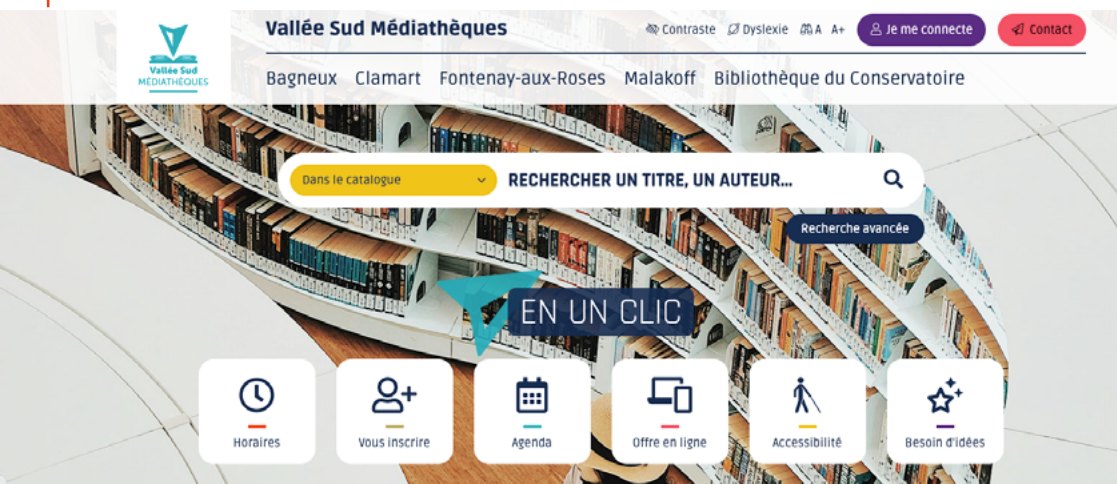 Vallée Sud
MÉDIATHÈQUES
Vallée Sud Médiathèques
Contraste Dyslexie A A+ Je me connecte Contact
Bagneux Clamart Fontenay-aux-Roses Malakoff Bibliothèque du Conservatoire
Dans le catalogue RECHERCHER UN TITRE, UN AUTEUR...
Recherche avancée
EN UN CLIC
Horaires Vous inscrire Agenda Offre en ligne Accessibilité Besoin d'idées